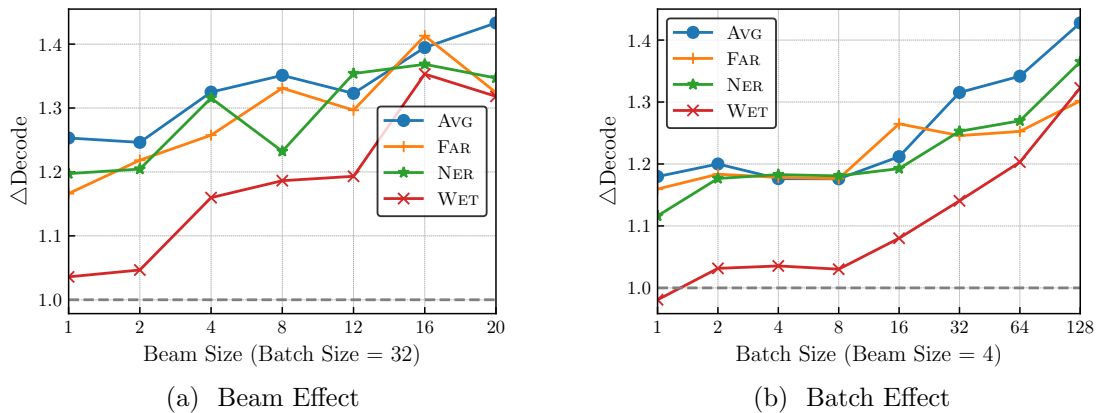 1.4
1.3
1.2
1.1
1.0
△Decode
AVG
FAR
NER
WET
1 2 4 8 12 16 20
Beam Size (Batch Size = 32)
(a) Beam Effect
1.4
1.3
1.2
1.1
1.0
△Decode
AVG
FAR
NER
WET
1 2 4 8 16 32 64 128
Batch Size (Beam Size = 4)
(b) Batch Effect